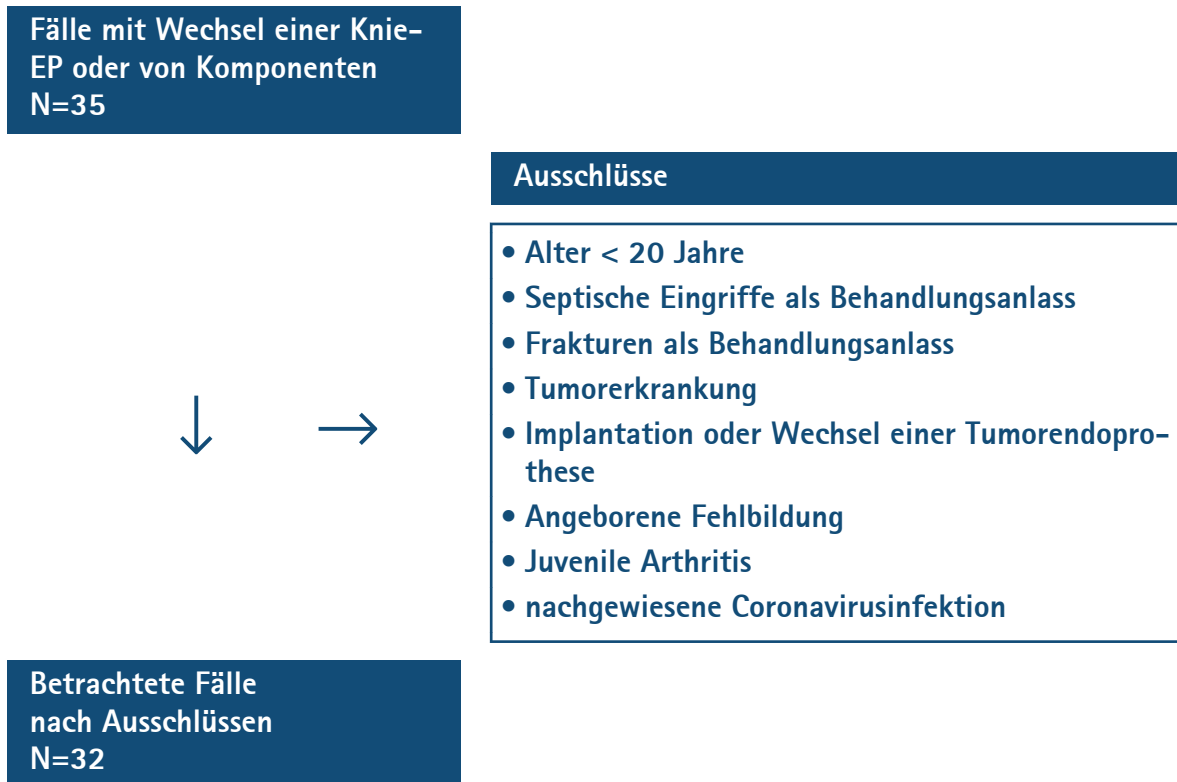 Fälle mit Wechsel einer Knie-
EP oder von Komponenten
N=35
Ausschlüsse
• Alter < 20 Jahre
• Septische Eingriffe als Behandlungsanlass
• Frakturen als Behandlungsanlass
• Tumorerkrankung
• Implantation oder Wechsel einer Tumorendopro-
these
• Angeborene Fehlbildung
• Juvenile Arthritis
• nachgewiesene Coronavirusinfektion
Betrachtete Fälle
nach Ausschlüssen
N=32